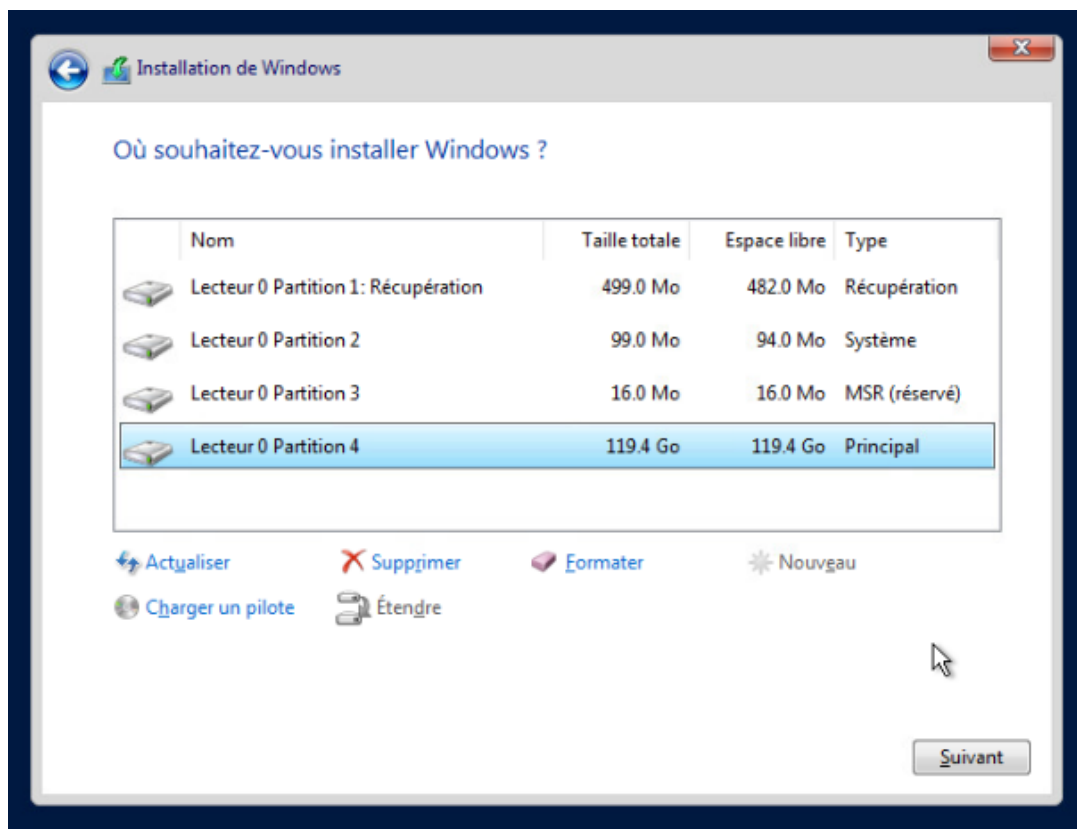 Installation de Windows
Où souhaitez-vous installer Windows ?
Nom Taille totale Espace libre Type
Lecteur 0 Partition 1: Récupération 499.0 Mo 482.0 Mo Récupération
Lecteur 0 Partition 2 99.0 Mo 94.0 Mo Système
Lecteur 0 Partition 3 16.0 Mo 16.0 Mo MSR (réservé)
Lecteur 0 Partition 4 119.4 Go 119.4 Go Principal
Actualiser Supprimer Formater Nouveau
Charger un pilote Étendre
Suivant